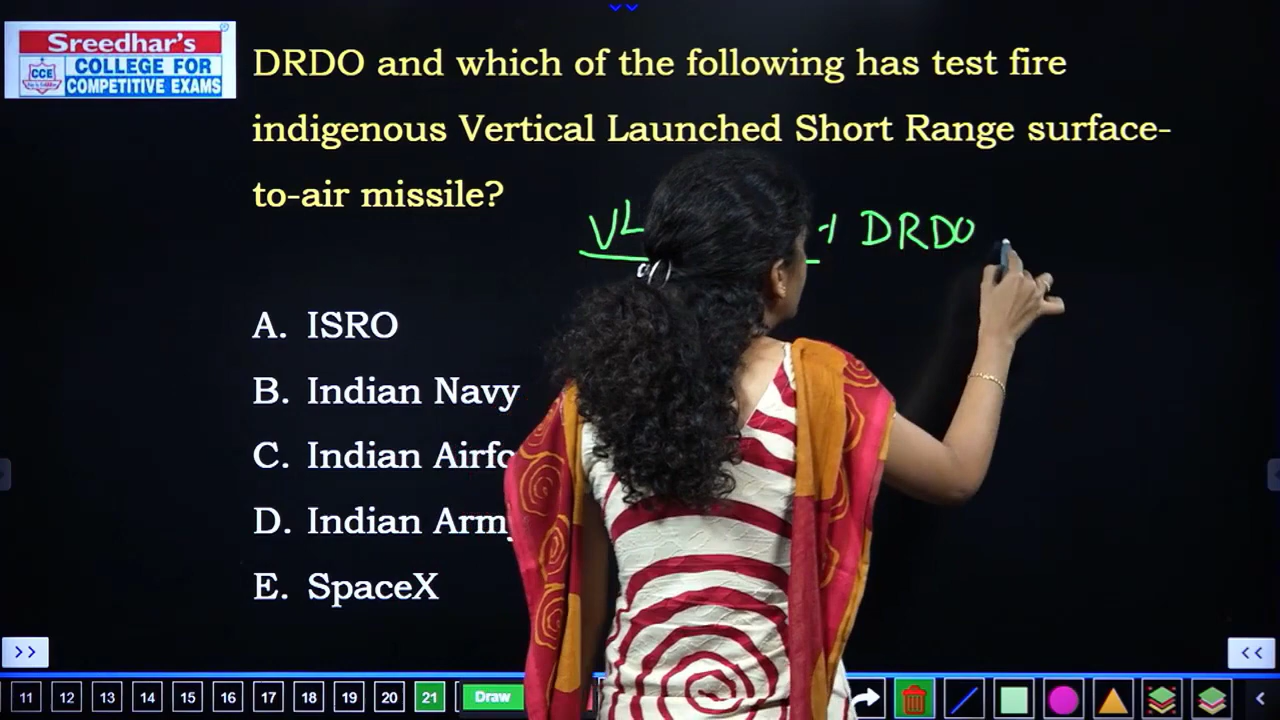 Sreedhar's
CCE
COLLEGE FOR
COMPETITIVE EXAMS
DRDO and which of the following has test fire
indigenous Vertical Launched Short Range surface-
to-air missile?
VL
DRDO
A. ISRO
B. Indian Navy
C. Indian Airfo
D. Indian Army
E. SpaceX
>>
<<
11 12 13 14 15 16 17 18 19 20 21 Draw